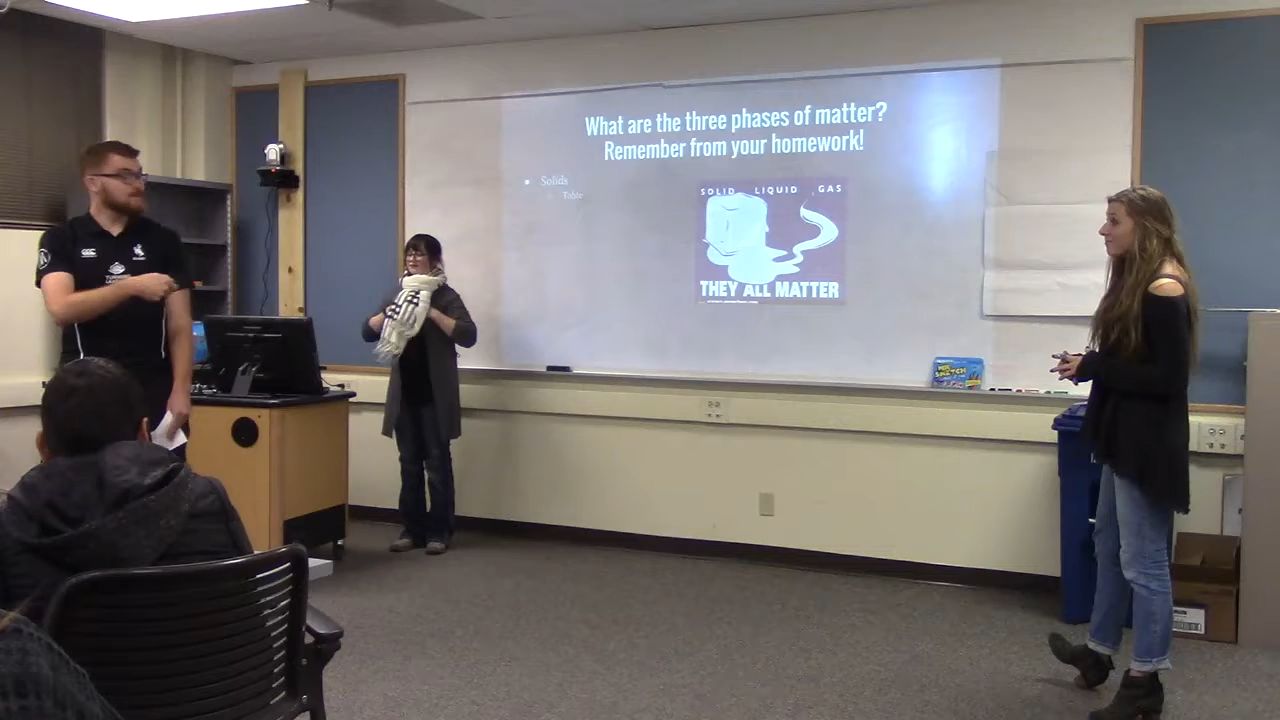 What are the three phases of matter?
Remember from your homework!
Solids
Table
SOLID LIQUID GAS
THEY ALL MATTER